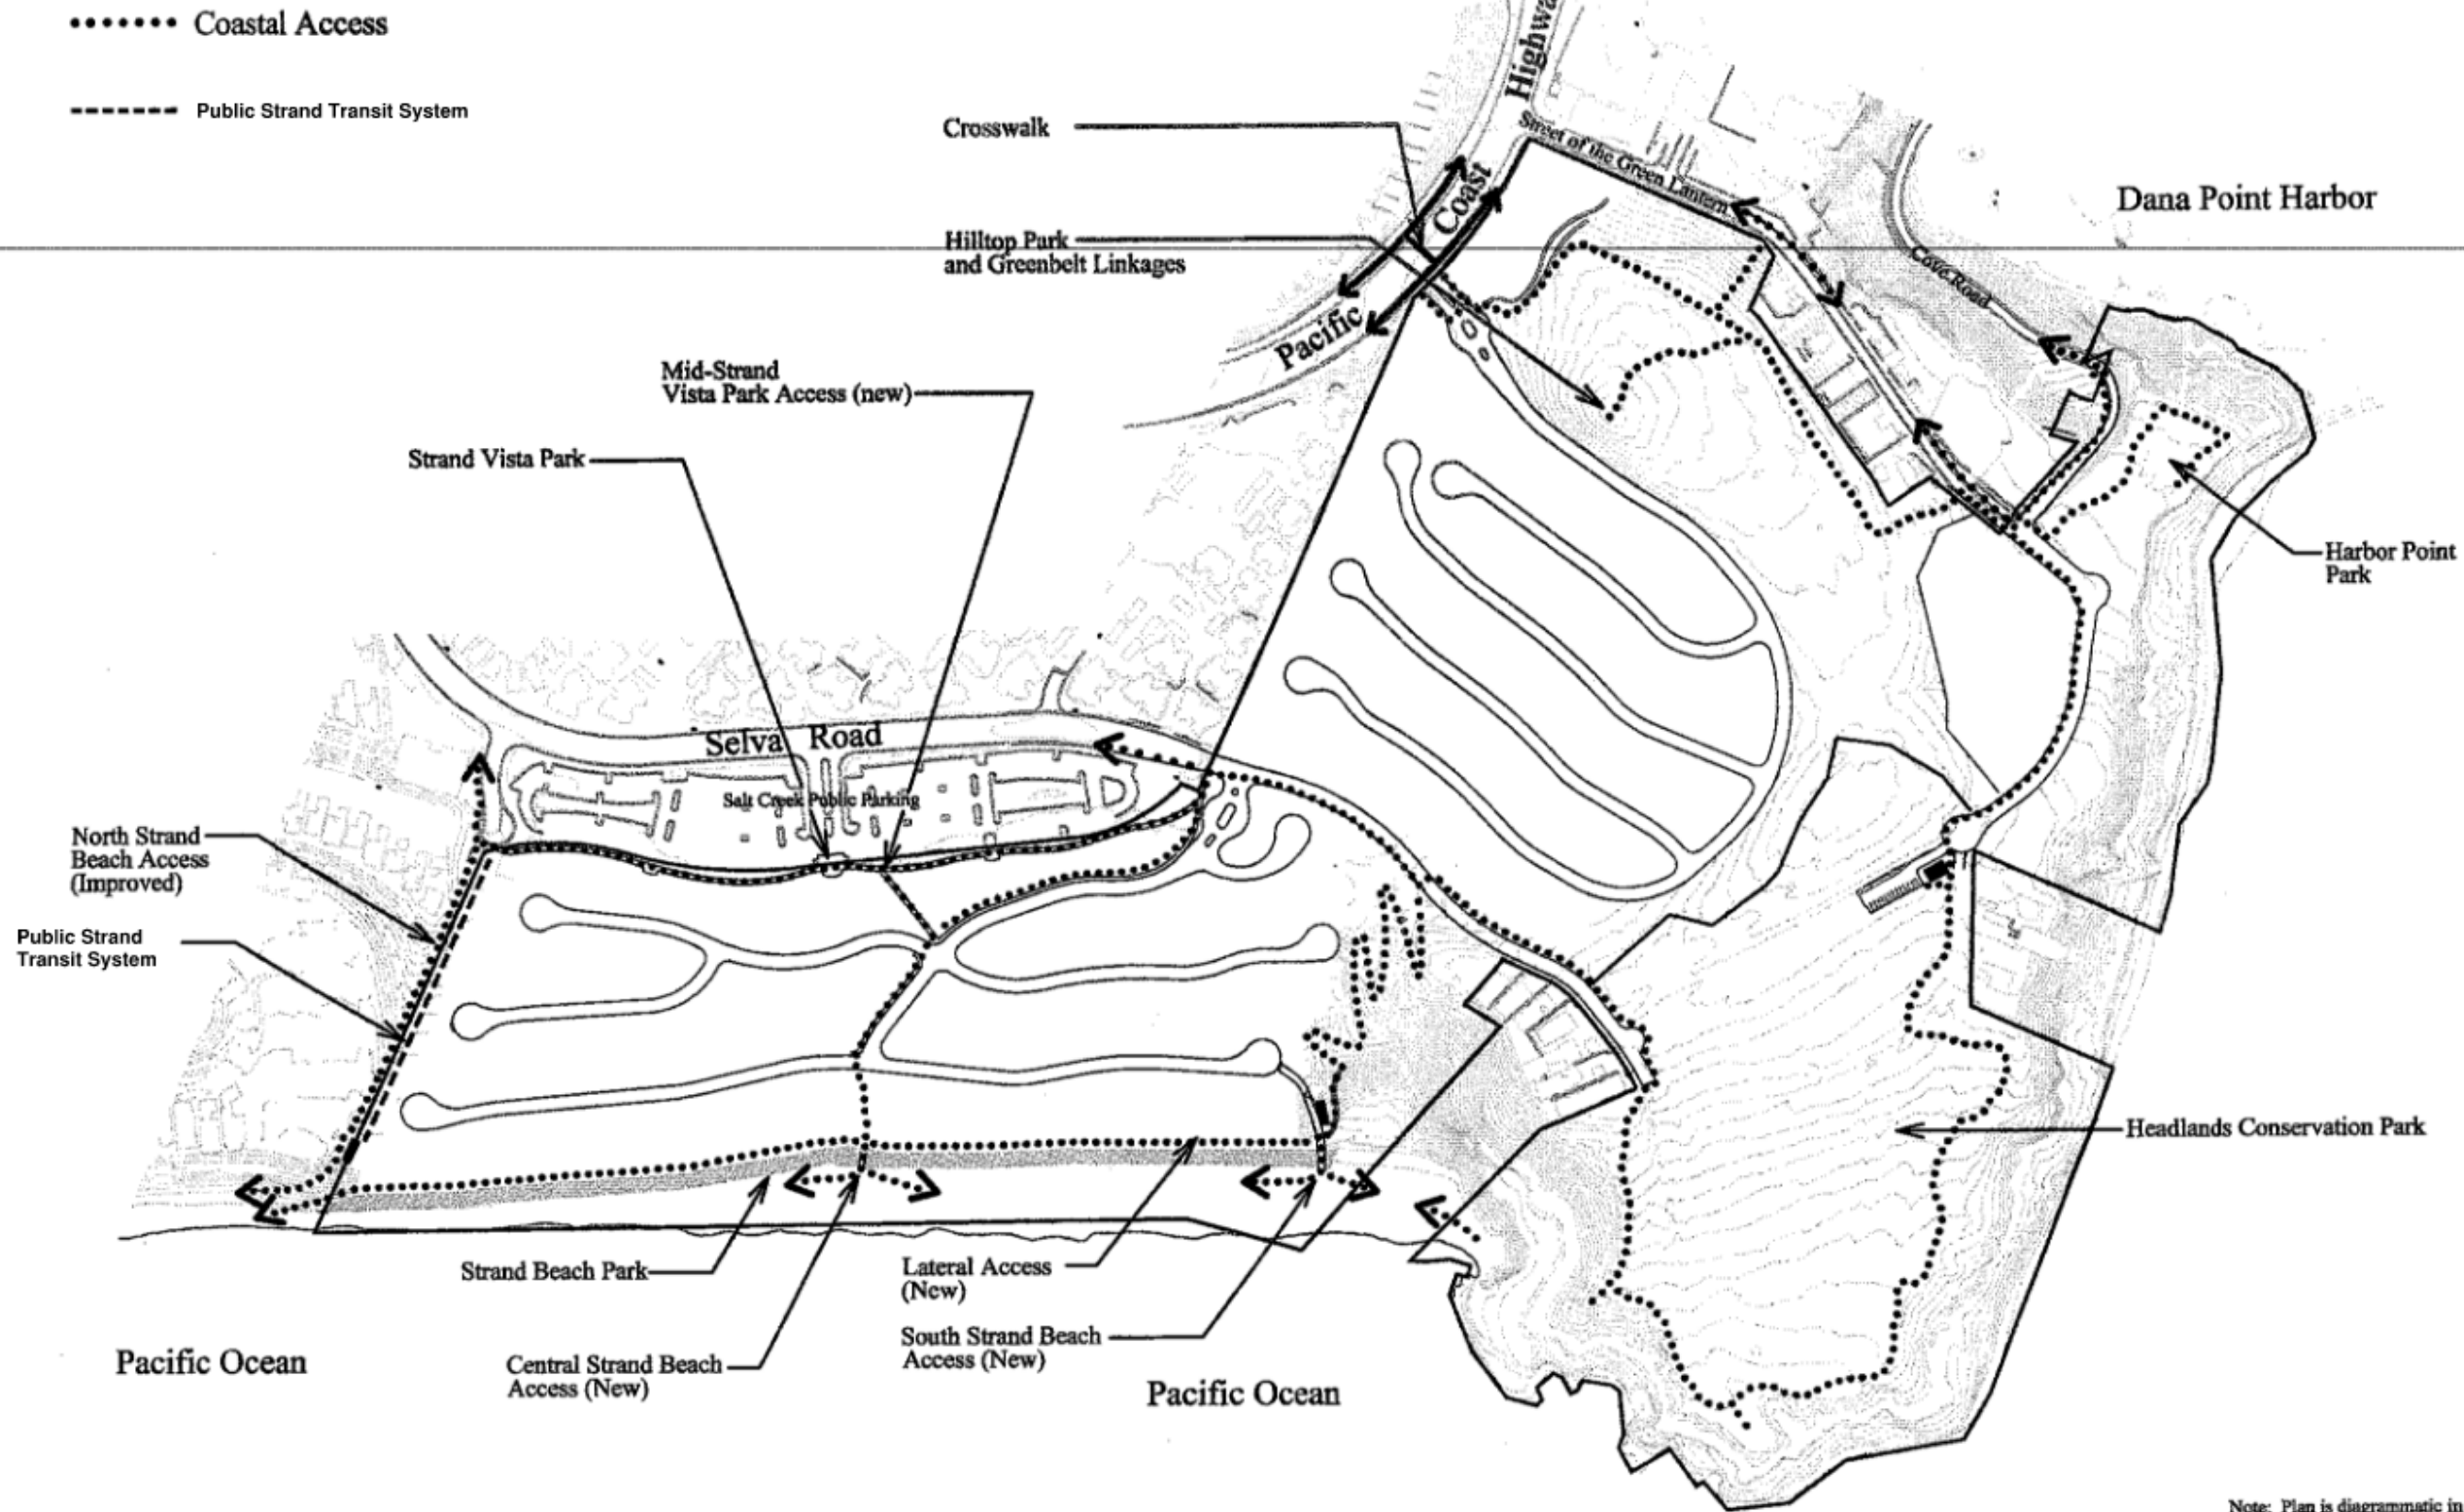 Coastal Access
Public Strand Transit System
Crosswalk
Hilltop Park
and Greenbelt Linkages
Pacific
Coast
Street of the Green Lantern
Dana Point Harbor
Cove Road
Mid-Strand
Vista Park Access (new)
Strand Vista Park
Harbor Point
Park
Selva Road
Salt Creek Public Parking
North Strand
Beach Access
(Improved)
Public Strand
Transit System
Headlands Conservation Park
Strand Beach Park
Lateral Access
(New)
South Strand Beach
Access (New)
Central Strand Beach
Access (New)
Pacific Ocean
Pacific Ocean
Note: Plan is diagrammatic in